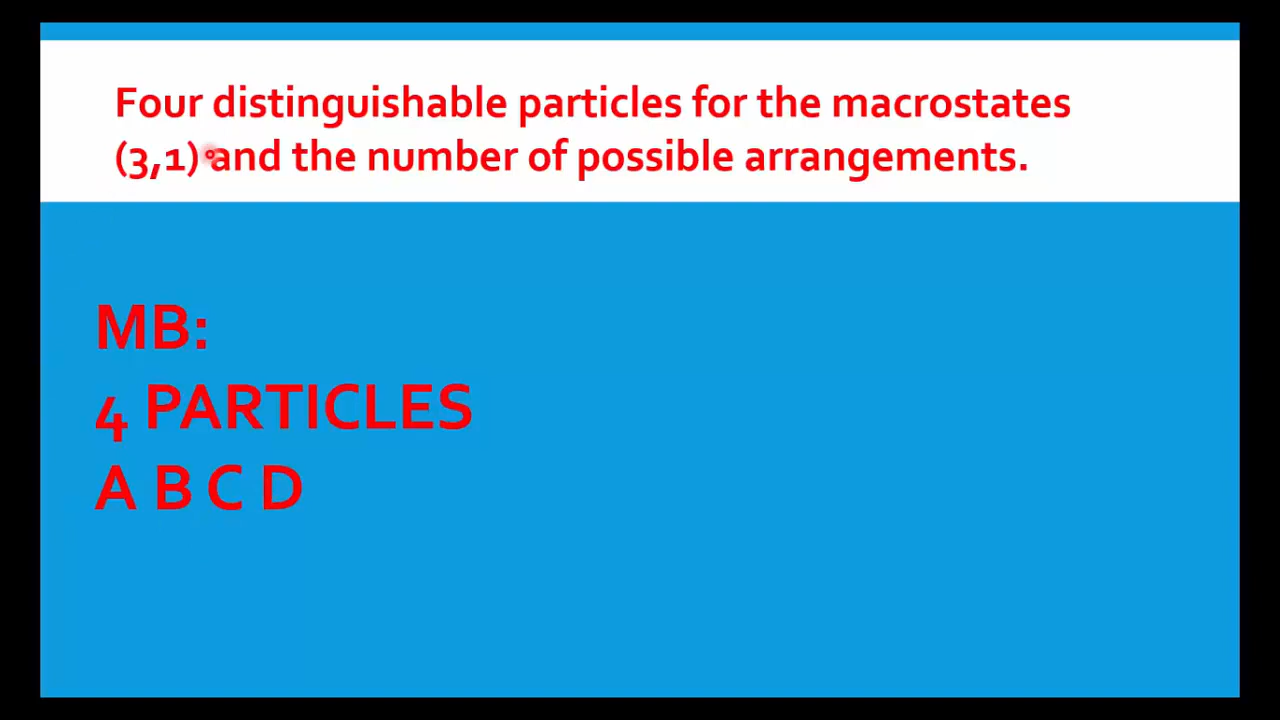 Four distinguishable particles for the macrostates
(3,1) and the number of possible arrangements.
MB:
4 PARTICLES
A B C D